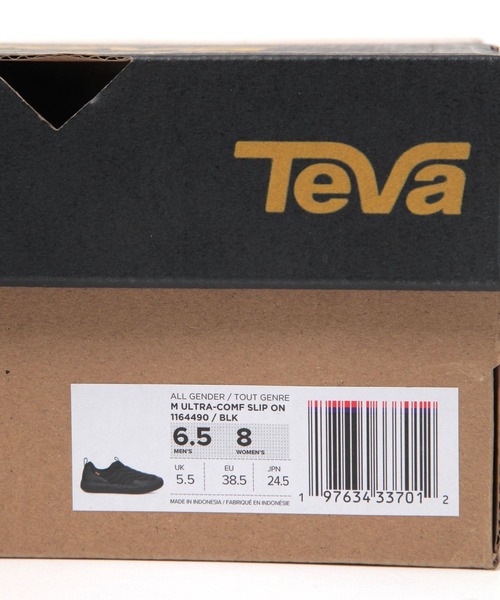 Teva
ALL GENDER / TOUT GENRE
M ULTRA-COMF SLIP ON
1164490 / BLK
6.5 8
MEN'S WOMEN'S
UK EU JPN
5.5 38.5 24.5
MADE IN INDONESIA / FABRIQUÉ EN INDONÉSIE
1 97634 33701 2